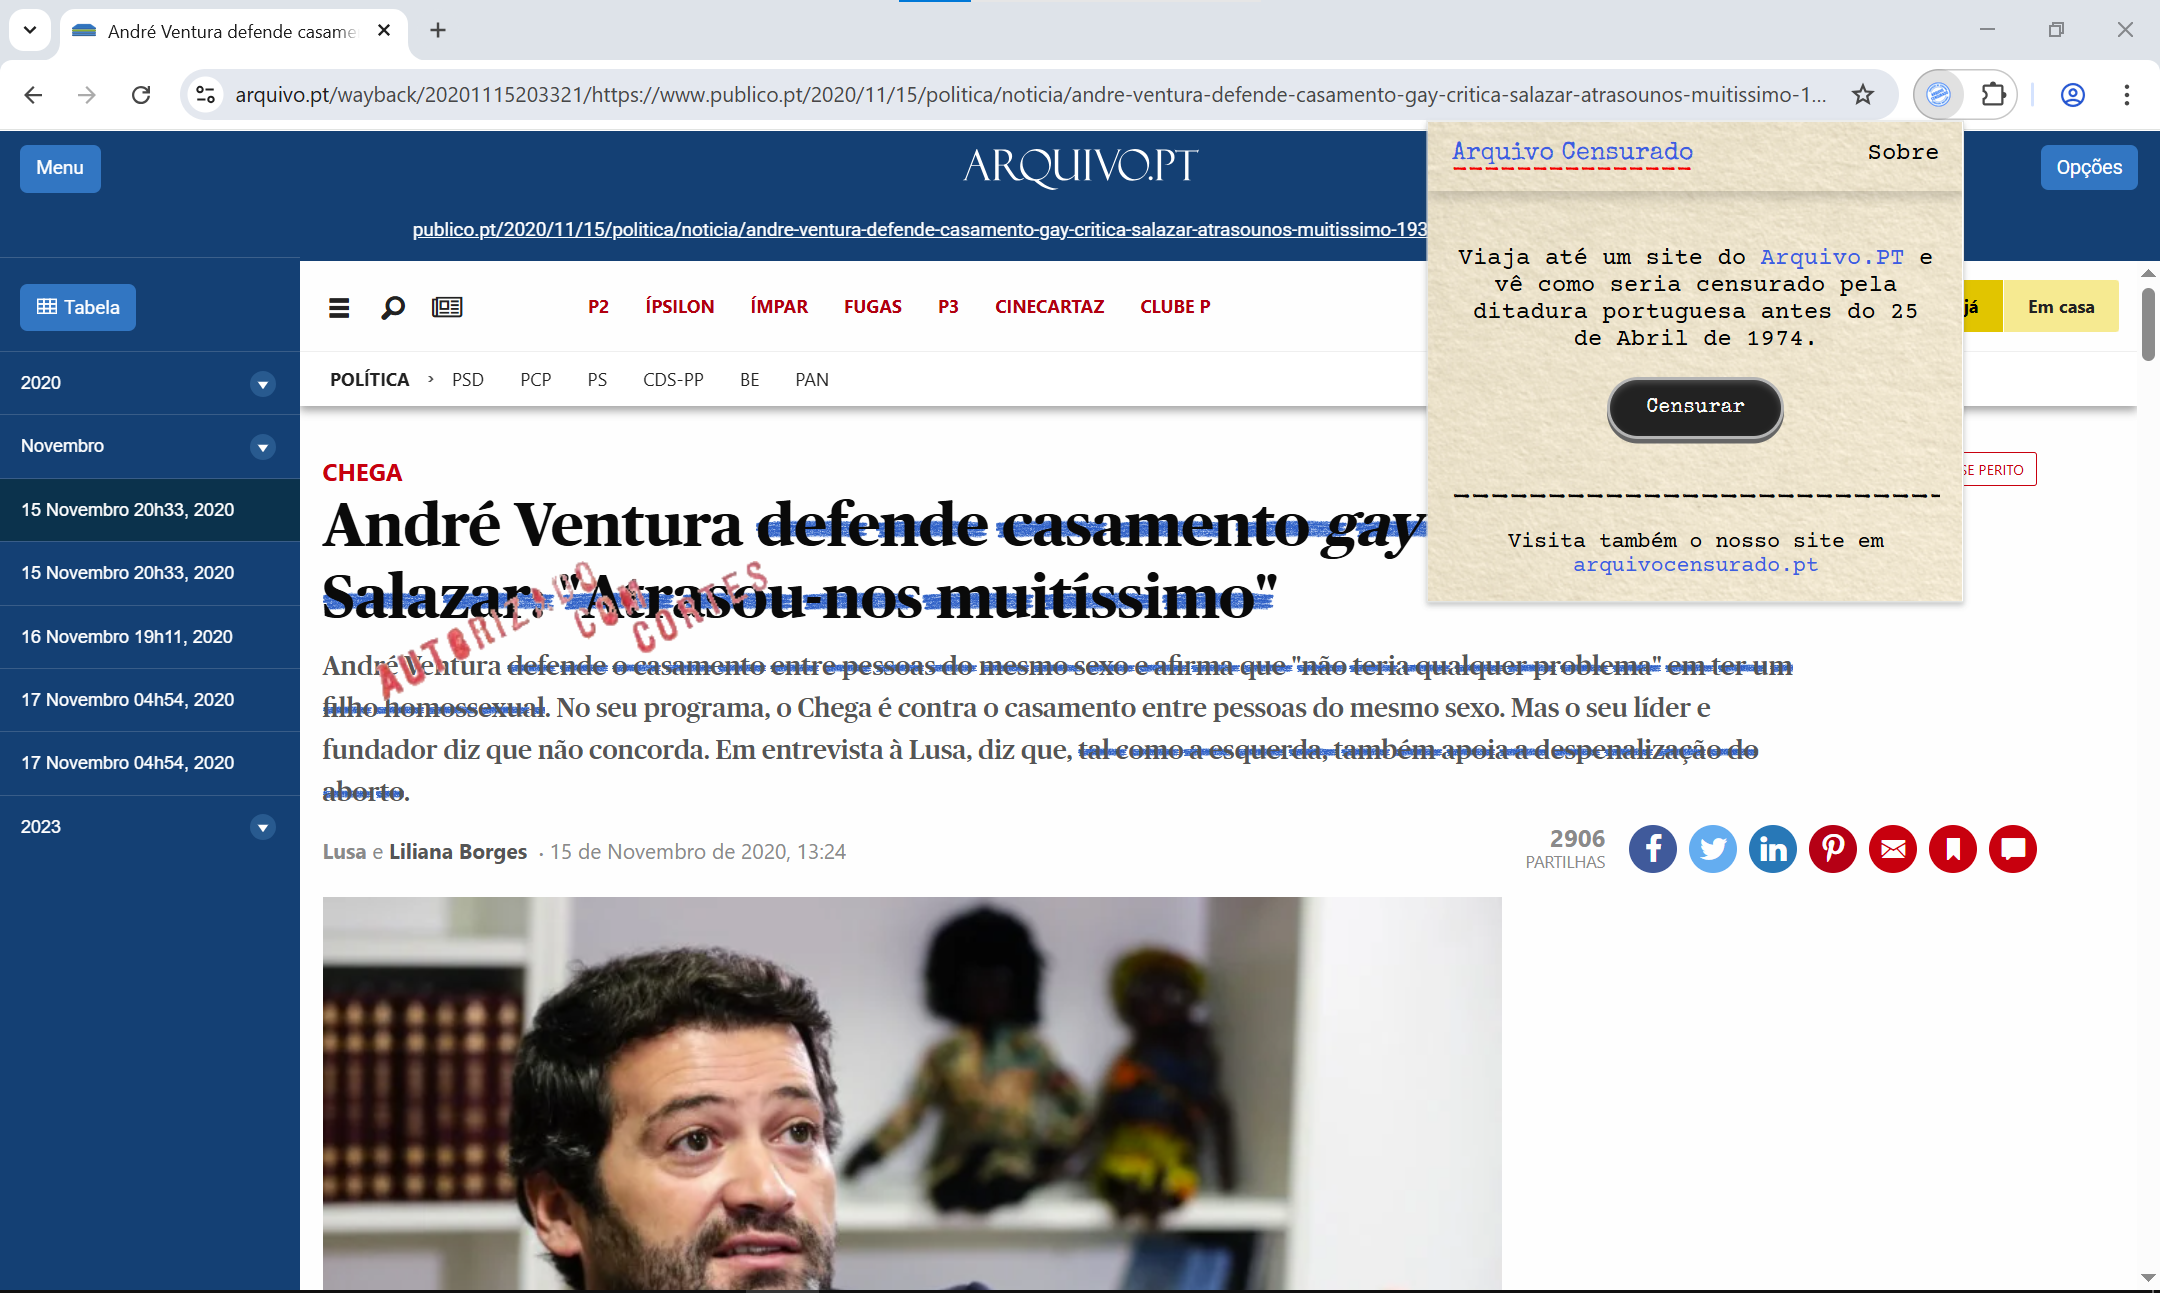 André Ventura defende casame
arquivo.pt/wayback/20201115203321/https://www.publico.pt/2020/11/15/politica/noticia/andre-ventura-defende-casamento-gay-critica-salazar-atrasounos-muitissimo-1...
Menu
ARQUIVO.PT
Opções
publico.pt/2020/11/15/politica/noticia/andre-ventura-defende-casamento-gay-critica-salazar-atrasounos-muitissimo-193
Arquivo Censurado
Sobre
Viaja até um site do Arquivo.PT e
vê como seria censurado pela
ditadura portuguesa antes do 25
de Abril de 1974.
Censurar
Visita também o nosso site em
arquivocensurado.pt
Tabela
2020
Novembro
15 Novembro 20h33, 2020
15 Novembro 20h33, 2020
16 Novembro 19h11, 2020
17 Novembro 04h54, 2020
17 Novembro 04h54, 2020
2023
P2 ÍPSILON ÍMPAR FUGAS P3 CINECARTAZ CLUBE P
já
Em casa
POLÍTICA › PSD PCP PS CDS-PP BE PAN
SE PERITO
CHEGA
André Ventura defende casamento gay
Salazar: "Atrasou-nos muitíssimo"
AUTORIZADO
COM
CORTES
André Ventura defende o casamento entre pessoas do mesmo sexo e afirma que "não teria qualquer problema" em ter um
filho homossexual. No seu programa, o Chega é contra o casamento entre pessoas do mesmo sexo. Mas o seu líder e
fundador diz que não concorda. Em entrevista à Lusa, diz que, tal como a esquerda, também apoia a despenalização do
aborto.
Lusa e Liliana Borges · 15 de Novembro de 2020, 13:24
2906
PARTILHAS